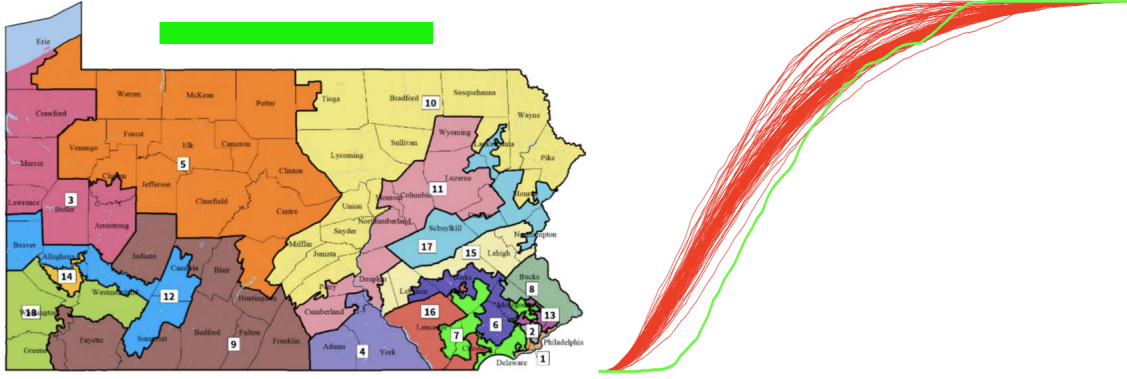 Erie
Warren
McKean
Potter
Tioga
Bradford
Susquehanna
10
Wayne
Crawford
Forest
Wyoming
Venango
Elk
Cameron
Sullivan
Lycoming
Pike
Mercer
5
Clinton
Luzerne
11
Jefferson
Columbia
Clearfield
Union
Montour
Lawrence
3
Butler
Centre
Northumberland
Armstrong
Snyder
Schuylkill
Beaver
Indiana
Mifflin
17
Juniata
15
Lehigh
Cambria
Blair
14
Dauphin
Bucks
Westmoreland
12
Huntingdon
Perry
Lebanon
8
18
Cumberland
16
13
Somerset
Bedford
Fulton
Lancaster
6
2
Fayette
9
Franklin
7
Philadelphia
Greene
Adams
4
York
Delaware
1